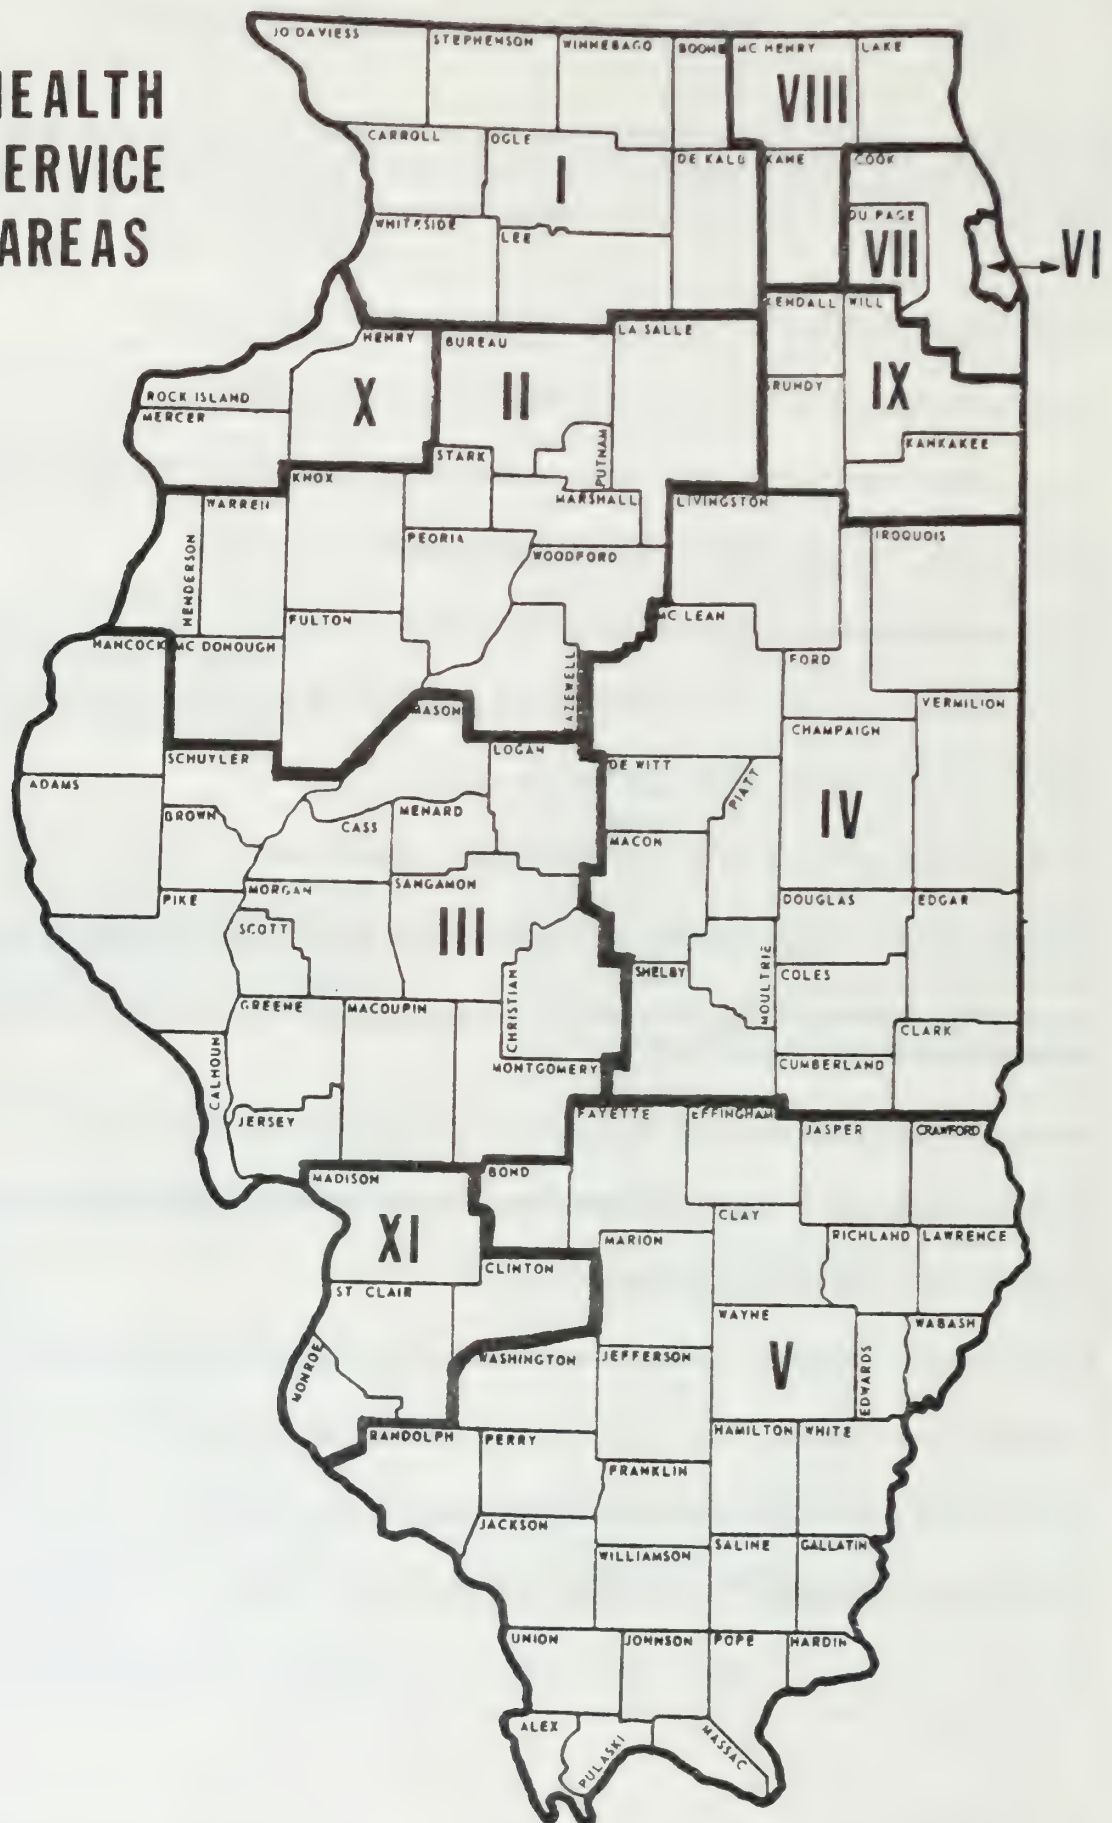 HEALTH
SERVICE
AREAS
JO DAVIESS
STEPHENSON
WINNEBAGO
BOONE
MC HENRY
LAKE
VIII
CARROLL
OGLE
I
DE KALB
KANE
COOK
WHITESIDE
LEE
DU PAGE
VII
VI
KENDALL
WILL
HENRY
BUREAU
LA SALLE
X
II
GRUNDY
IX
ROCK ISLAND
MERCER
STARK
PUTNAM
KANKAKEE
KNOX
WARREN
MARSHALL
LIVINGSTON
HENDERSON
PEORIA
WOODFORD
IROQUOIS
FULTON
MC LEAN
HANCOCK
MC DONOUGH
TAZEWELL
FORD
MASON
VERMILION
SCHUYLER
LOGAN
CHAMPAIGN
ADAMS
DE WITT
PIATT
BROWN
CASS
MENARD
MACON
IV
PIKE
MORGAN
SANGAMON
DOUGLAS
EDGAR
SCOTT
III
SHELBY
MOULTRIE
COLES
GREENE
MACOUPIN
CHRISTIAN
CLARK
CALHOUN
MONTGOMERY
CUMBERLAND
JERSEY
FAYETTE
EFFINGHAM
JASPER
CRAWFORD
MADISON
BOND
XI
CLAY
MARION
RICHLAND
LAWRENCE
CLINTON
ST CLAIR
WAYNE
WABASH
MONROE
WASHINGTON
JEFFERSON
V
EDWARDS
RANDOLPH
PERRY
HAMILTON
WHITE
FRANKLIN
JACKSON
WILLIAMSON
SALINE
GALLATIN
UNION
JOHNSON
POPE
HARDIN
ALEX
PULASKI
MASSAC